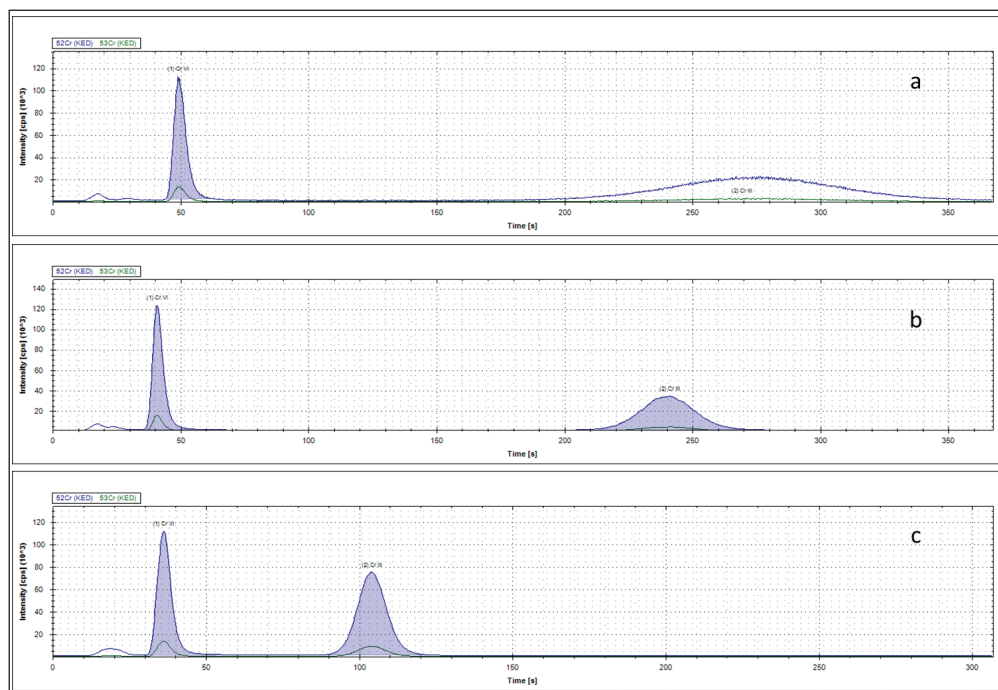 52Cr (KED) 53Cr (KED)
Intensity [cps] (10^3)
120
100
80
60
40
20
(1) Cr VI
(2) Cr III
a
0 50 100 150 200 250 300 350
Time [s]
52Cr (KED) 53Cr (KED)
Intensity [cps] (10^3)
140
120
100
80
60
40
20
(1) Cr VI
(2) Cr III
b
0 50 100 150 200 250 300 350
Time [s]
52Cr (KED) 53Cr (KED)
Intensity [cps] (10^3)
120
100
80
60
40
20
(1) Cr VI
(2) Cr III
c
0 50 100 150 200 250 300
Time [s]